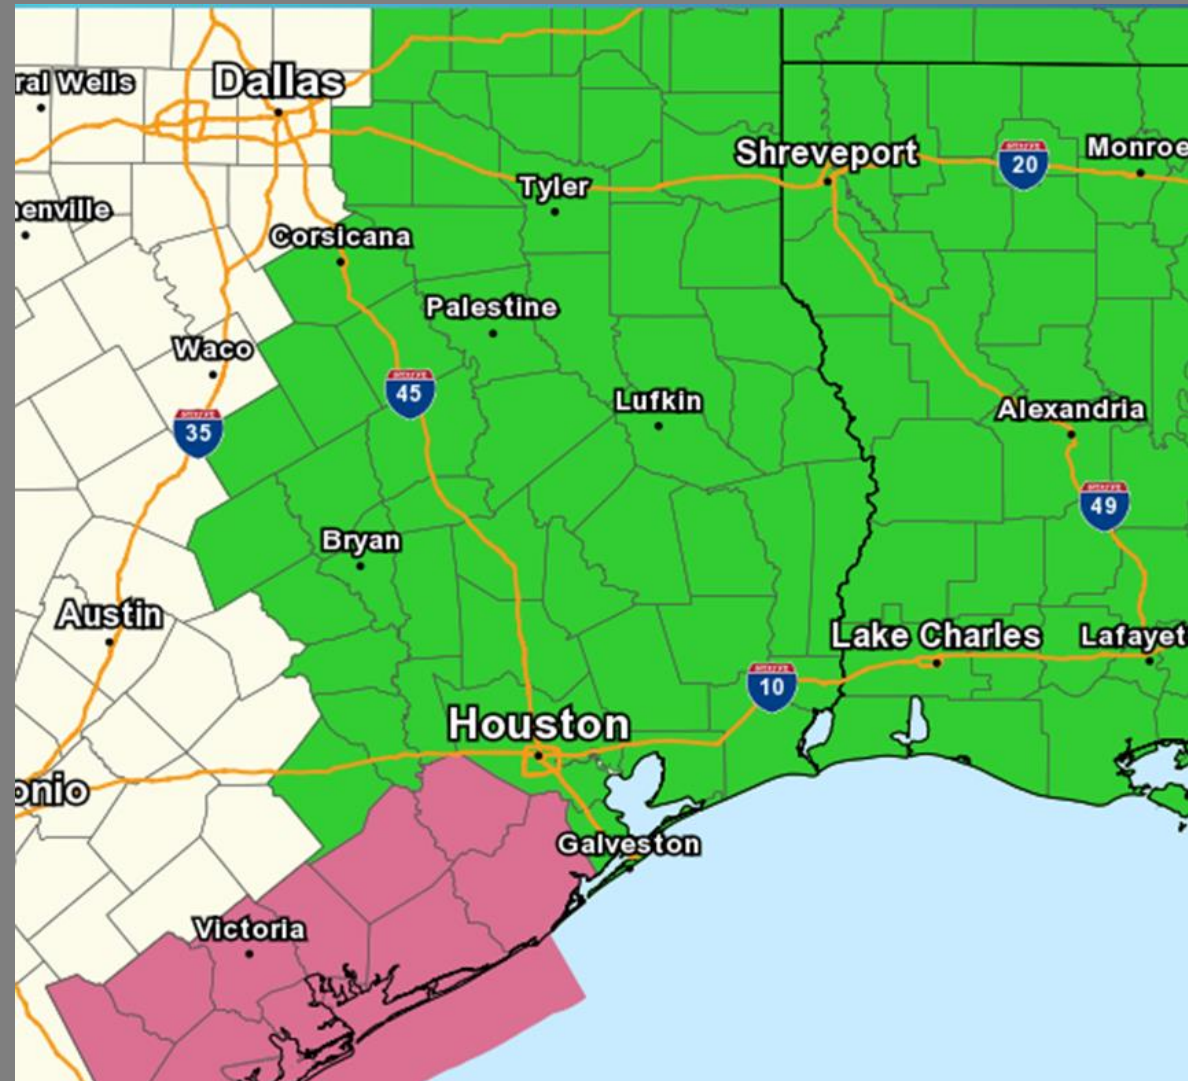 ral Wells
Dallas
Shreveport
20
Monroe
Tyler
enville
Corsicana
Palestine
Waco
45
Lufkin
35
Alexandria
49
Bryan
Austin
Lake Charles
Lafayet
10
Houston
onio
Galveston
Victoria